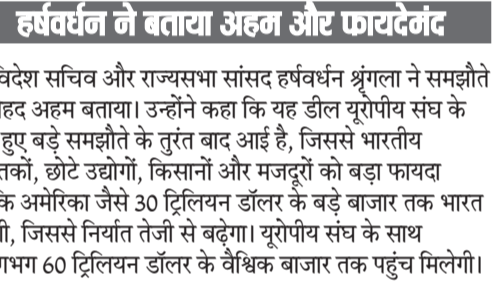 हर्षवर्धन ने बताया अहम और फायदेमंद
विदेश सचिव और राज्यसभा सांसद हर्षवर्धन श्रृंगला ने समझौते
हद अहम बताया। उन्होंने कहा कि यह डील यूरोपीय संघ के
हुए बड़े समझौते के तुरंत बाद आई है, जिससे भारतीय
तकों, छोटे उद्योगों, किसानों और मजदूरों को बड़ा फायदा
कि अमेरिका जैसे 30 ट्रिलियन डॉलर के बड़े बाजार तक भारत
ी, जिससे निर्यात तेजी से बढ़ेगा। यूरोपीय संघ के साथ
गभग 60 ट्रिलियन डॉलर के वैश्विक बाजार तक पहुंच मिलेगी।